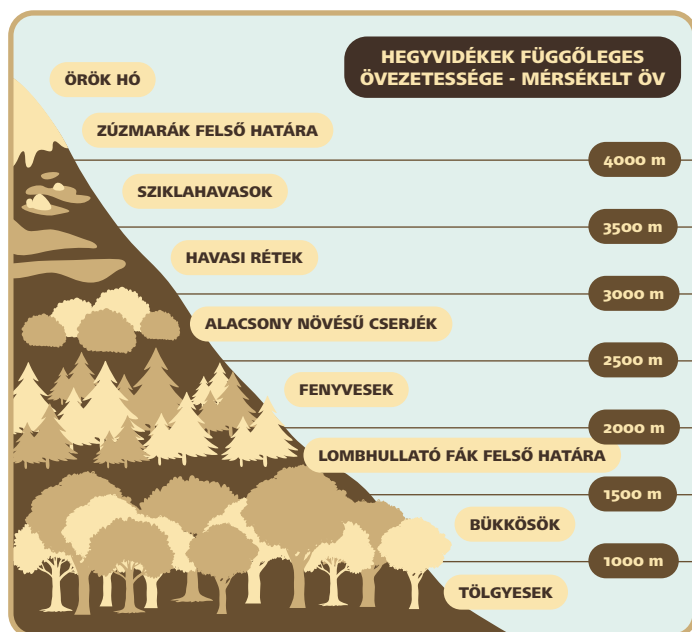 HEGYVIDÉKEK FÜGGŐLEGES
ÖVEZETESSÉGE - MÉRSÉKELT ÖV
ÖRÖK HÓ
ZÚZMARÁK FELSŐ HATÁRA
4000 m
SZIKLAHAVASOK
3500 m
HAVASI RÉTEK
3000 m
ALACSONY NÖVÉSŰ CSERJÉK
2500 m
FENYVESEK
2000 m
LOMBHULLATÓ FÁK FELSŐ HATÁRA
1500 m
BÜKKÖSÖK
1000 m
TÖLGYESEK